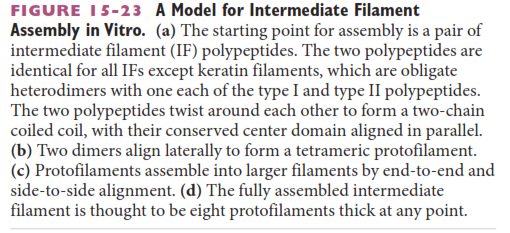 FIGURE 15-23 A Model for Intermediate Filament
Assembly in Vitro. (a) The starting point for assembly is a pair of
intermediate filament (IF) polypeptides. The two polypeptides are
identical for all IFs except keratin filaments, which are obligate
heterodimers with one each of the type I and type II polypeptides.
The two polypeptides twist around each other to form a two-chain
coiled coil, with their conserved center domain aligned in parallel.
(b) Two dimers align laterally to form a tetrameric protofilament.
(c) Protofilaments assemble into larger filaments by end-to-end and
side-to-side alignment. (d) The fully assembled intermediate
filament is thought to be eight protofilaments thick at any point.